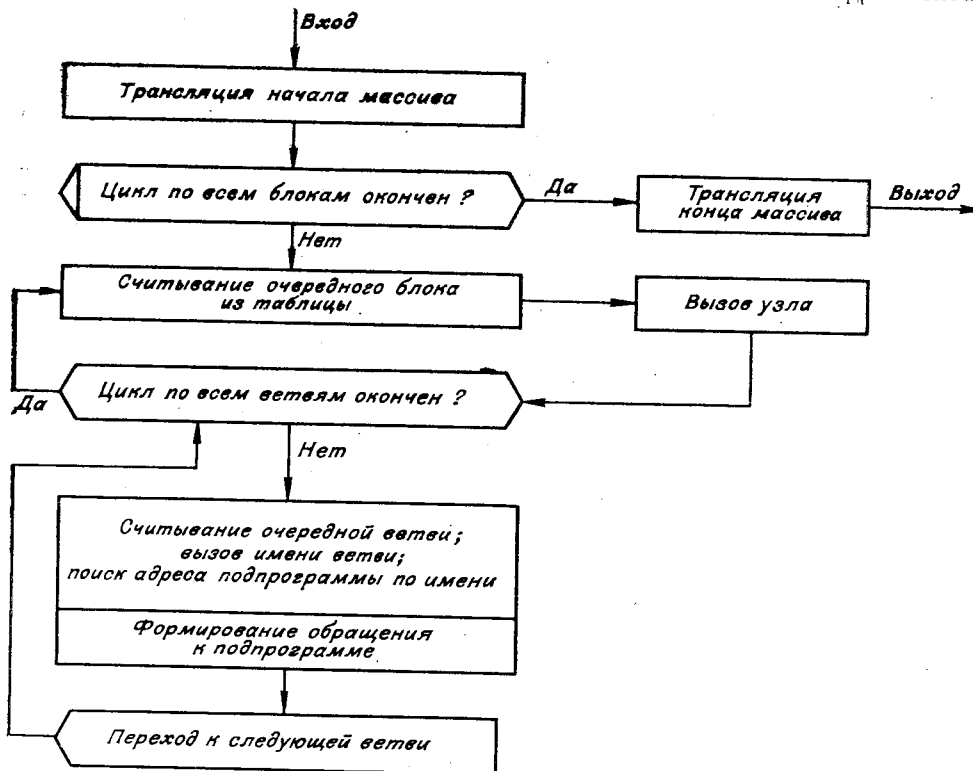 Вход
Трансляция начала массива
Цикл по всем блокам окончен ?
Да
Трансляция
конца массива
Выход
Нет
Считывание очередного блока
из таблицы
Вызов узла
Цикл по всем ветвям окончен ?
Да
Нет
Считывание очередной ветви;
вызов имени ветви;
поиск адреса подпрограммы по имени
Формирование обращения
к подпрограмме
Переход к следующей ветви